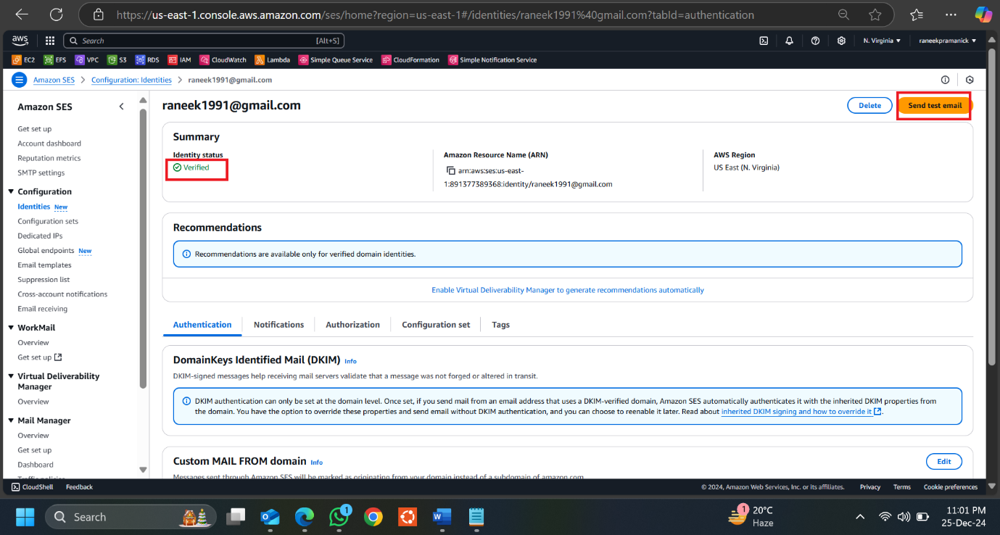 https://us-east-1.console.aws.amazon.com/ses/home?region=us-east-1#/identities/raneek1991%40gmail.com?tabId=authentication
aws
Search [Alt+S]
N. Virginia
raneekpramanick
EC2 EFS VPC S3 RDS IAM CloudWatch Lambda Simple Queue Service CloudFormation Simple Notification Service
Amazon SES > Configuration: Identities > raneek1991@gmail.com
Amazon SES
Get set up
Account dashboard
Reputation metrics
SMTP settings
Configuration
Identities New
Configuration sets
Dedicated IPs
Global endpoints New
Email templates
Suppression list
Cross-account notifications
Email receiving
WorkMail
Overview
Get set up
Virtual Deliverability
Manager
Overview
Mail Manager
Overview
Get set up
Dashboard
raneek1991@gmail.com
Delete
Send test email
Summary
Identity status
Verified
Amazon Resource Name (ARN)
arn:aws:ses:us-east-
1:891377389368:identity/raneek1991@gmail.com
AWS Region
US East (N. Virginia)
Recommendations
Recommendations are available only for verified domain identities.
Enable Virtual Deliverability Manager to generate recommendations automatically
Authentication Notifications Authorization Configuration set Tags
DomainKeys Identified Mail (DKIM) Info
DKIM-signed messages help receiving mail servers validate that a message was not forged or altered in transit.
DKIM authentication can only be set at the domain level. Once set, if you send mail from an email address that uses a DKIM-verified domain, Amazon SES automatically authenticates it with the inherited DKIM properties from
the domain. You have the option to override these properties and send email without DKIM authentication, and you can choose to reenable it later. Read about inherited DKIM signing and how to override it.
Custom MAIL FROM domain Info
Edit
Messages sent through Amazon SES will be marked as originating from your domain instead of a subdomain of amazon.com
CloudShell Feedback
© 2024, Amazon Web Services, Inc. or its affiliates. Privacy Terms Cookie preferences
Search
1
1
20°C
Haze
11:01 PM
25-Dec-24